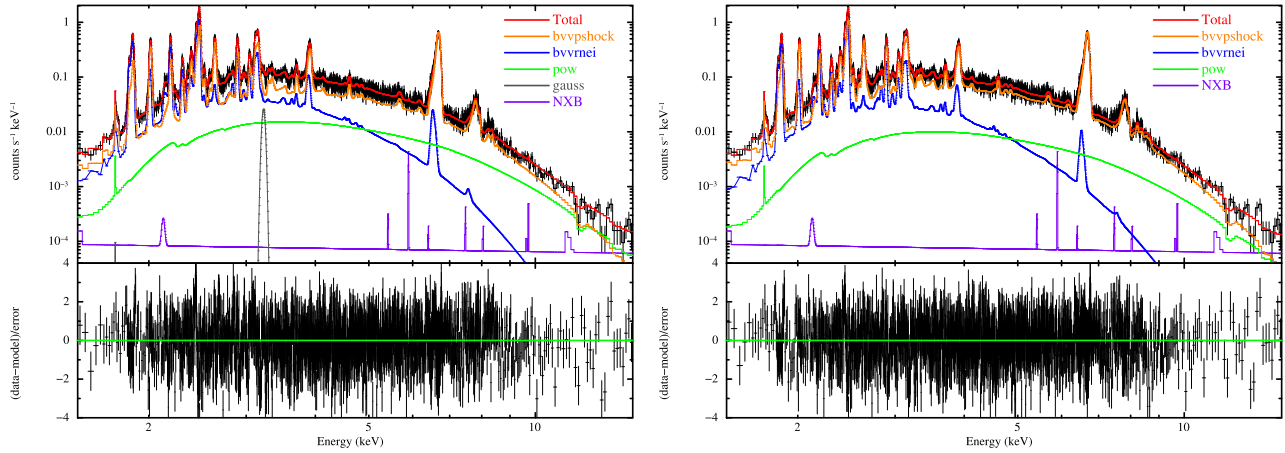 1
0.1
0.01
10⁻³
10⁻⁴
counts s⁻¹ keV⁻¹
Total
bvvpshock
bvvrnei
pow
gauss
NXB
4
2
0
−2
−4
(data−model)/error
2
5
10
Energy (keV)
1
0.1
0.01
10⁻³
10⁻⁴
counts s⁻¹ keV⁻¹
Total
bvvpshock
bvvrnei
pow
NXB
4
2
0
−2
−4
(data−model)/error
2
5
10
Energy (keV)